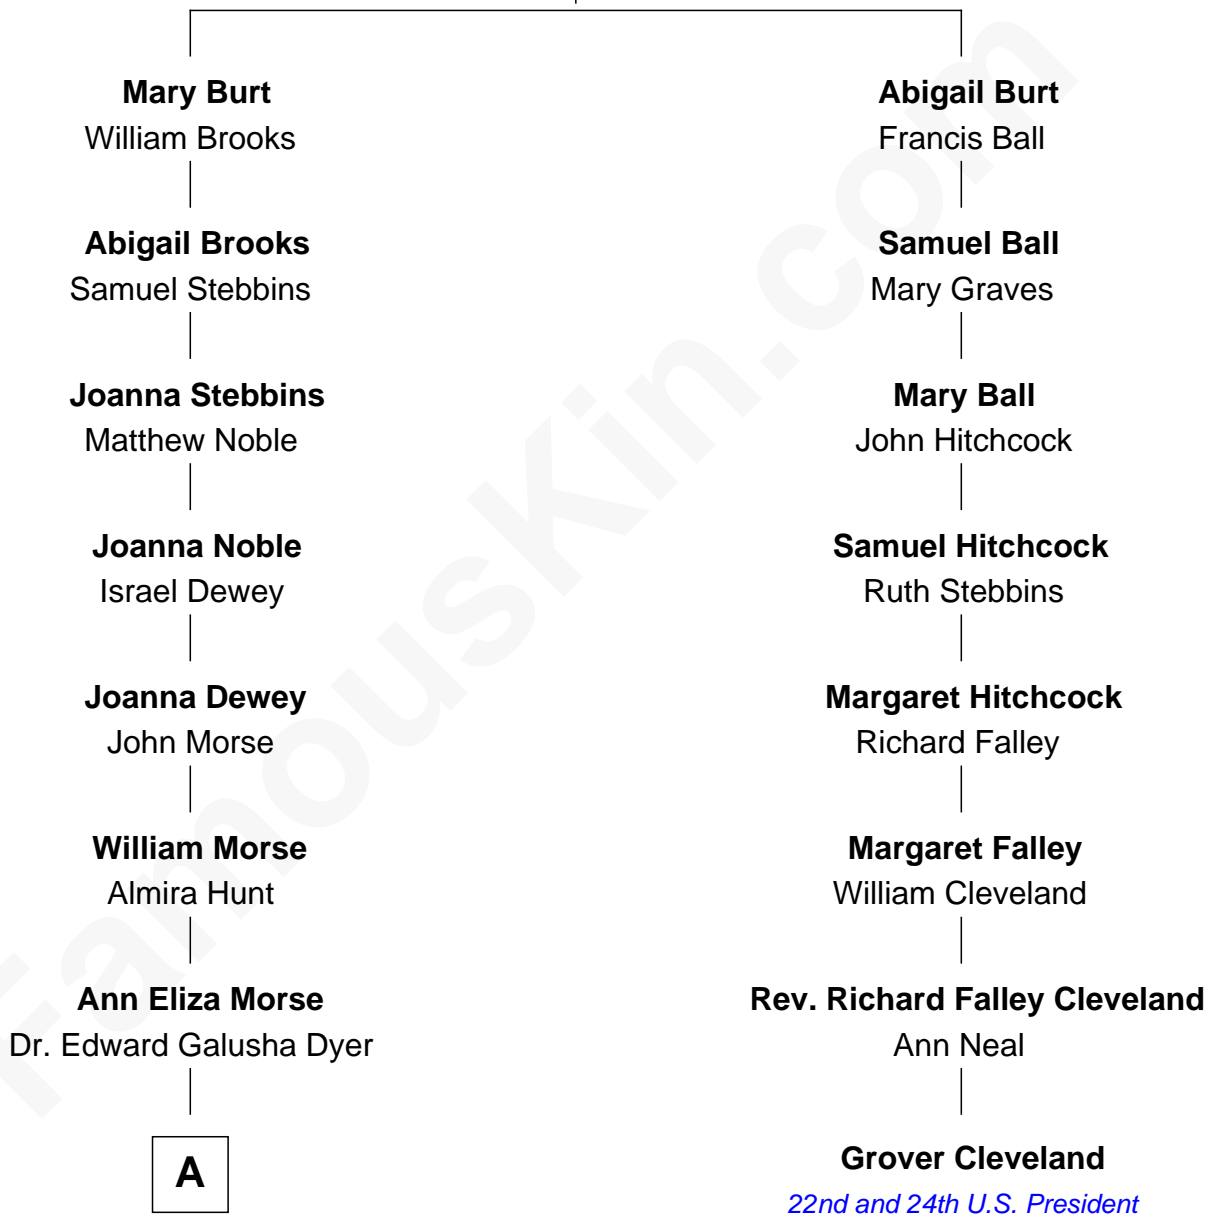 Mary Burt
William Brooks
Abigail Burt
Francis Ball
Abigail Brooks
Samuel Stebbins
Samuel Ball
Mary Graves
Joanna Stebbins
Matthew Noble
Mary Ball
John Hitchcock
Joanna Noble
Israel Dewey
Samuel Hitchcock
Ruth Stebbins
Joanna Dewey
John Morse
Margaret Hitchcock
Richard Falley
William Morse
Almira Hunt
Margaret Falley
William Cleveland
Ann Eliza Morse
Dr. Edward Galusha Dyer
Rev. Richard Falley Cleveland
Ann Neal
A
Grover Cleveland
22nd and 24th U.S. President
FamousKin.com